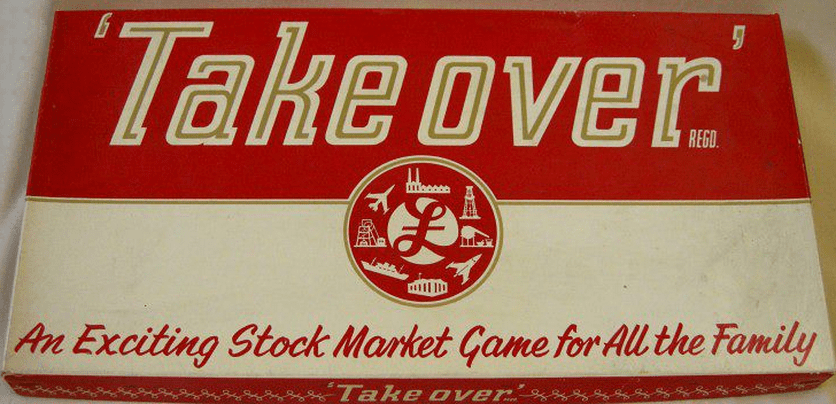 'Take over'
REGD.
£
An Exciting Stock Market Game for All the Family
'Take over'